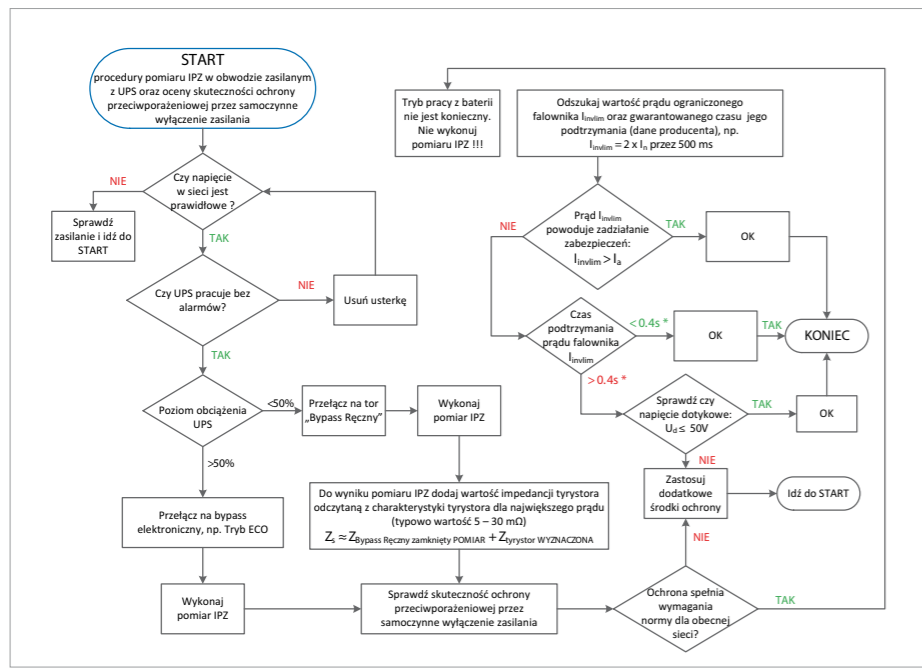 START
procedury pomiaru IPZ w obwodzie zasilanym
z UPS oraz oceny skuteczności ochrony
przeciwporażeniowej przez samoczynne
wyłączenie zasilania
Czy napięcie
w sieci jest
prawidłowe ?
NIE
Sprawdź
zasilanie i idź do
START
TAK
Czy UPS pracuje bez
alarmów?
NIE
Usuń usterkę
TAK
Poziom obciążenia
UPS
<50%
Przełącz na tor
„Bypass Ręczny”
Wykonaj
pomiar IPZ
>50%
Przełącz na bypass
elektroniczny, np. Tryb ECO
Do wyniku pomiaru IPZ dodaj wartość impedancji tyrystora
odczytaną z charakterystyki tyrystora dla największego prądu
(typowo wartość 5 – 30 mΩ)
Zs ≈ ZBypass Ręczny zamknięty POMIAR + Ztyrystor WYZNACZONA
Wykonaj
pomiar IPZ
Sprawdź skuteczność ochrony
przeciwporażeniowej przez
samoczynne wyłączenie zasilania
Ochrona spełnia
wymagania
normy dla obecnej
sieci?
TAK
NIE
Tryb pracy z baterii
nie jest konieczny.
Nie wykonuj
pomiaru IPZ !!!
Odszukaj wartość prądu ograniczonego
falownika Iinvlim oraz gwarantowanego czasu jego
podtrzymania (dane producenta), np.
Iinvlim = 2 x In przez 500 ms
Prąd Iinvlim
powoduje zadziałanie
zabezpieczeń:
Iinvlim > Ia
NIE
TAK
OK
Czas
podtrzymania
prądu falownika
Iinvlim
<0.4s *
OK
TAK
KONIEC
>0.4s *
Sprawdź czy
napięcie dotykowe:
Ud ≤ 50V
TAK
OK
NIE
Zastosuj
dodatkowe
środki ochrony
Idź do START